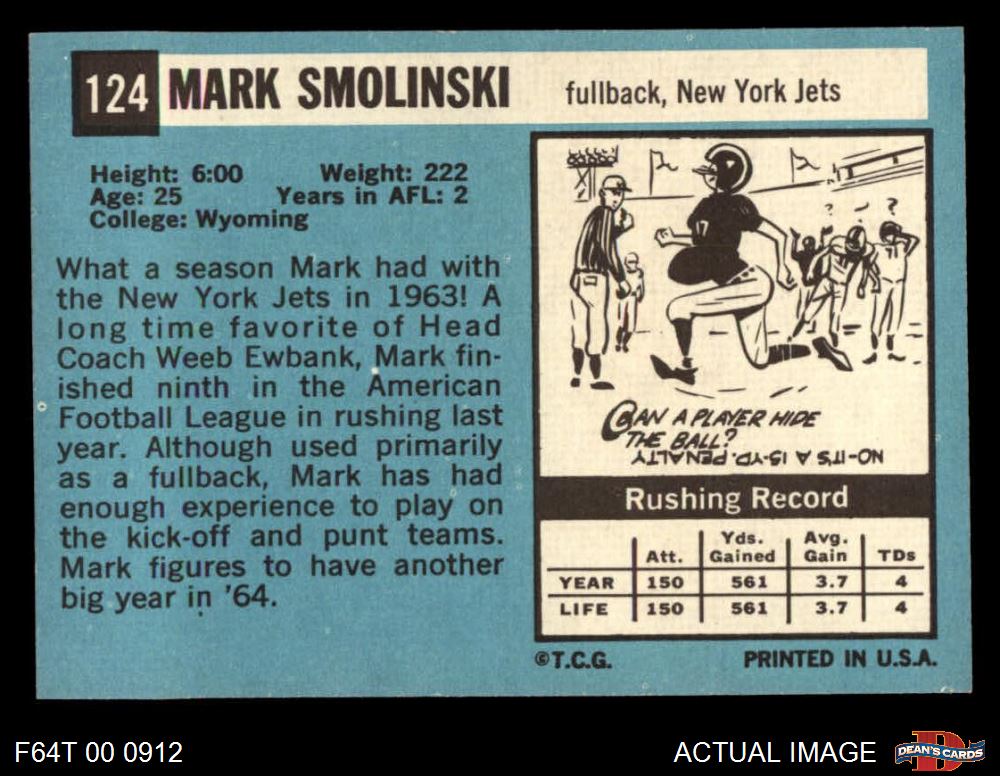 124 MARK SMOLINSKI fullback, New York Jets
Height: 6:00 Weight: 222
Age: 25 Years in AFL: 2
College: Wyoming
What a season Mark had with
the New York Jets in 1963! A
long time favorite of Head
Coach Weeb Ewbank, Mark fin-
ished ninth in the American
Football League in rushing last
year. Although used primarily
as a fullback, Mark has had
enough experience to play on
the kick-off and punt teams.
Mark figures to have another
big year in '64.
17
? ?
71
CAN A PLAYER HIDE
THE BALL?
NO-IT'S A 15-YD. PENALTY
Rushing Record
Att. Yds. Gained Avg. Gain TDs
YEAR 150 561 3.7 4
LIFE 150 561 3.7 4
©T.C.G. PRINTED IN U.S.A.
F64T 00 0912 ACTUAL IMAGE D DEAN'S CARDS